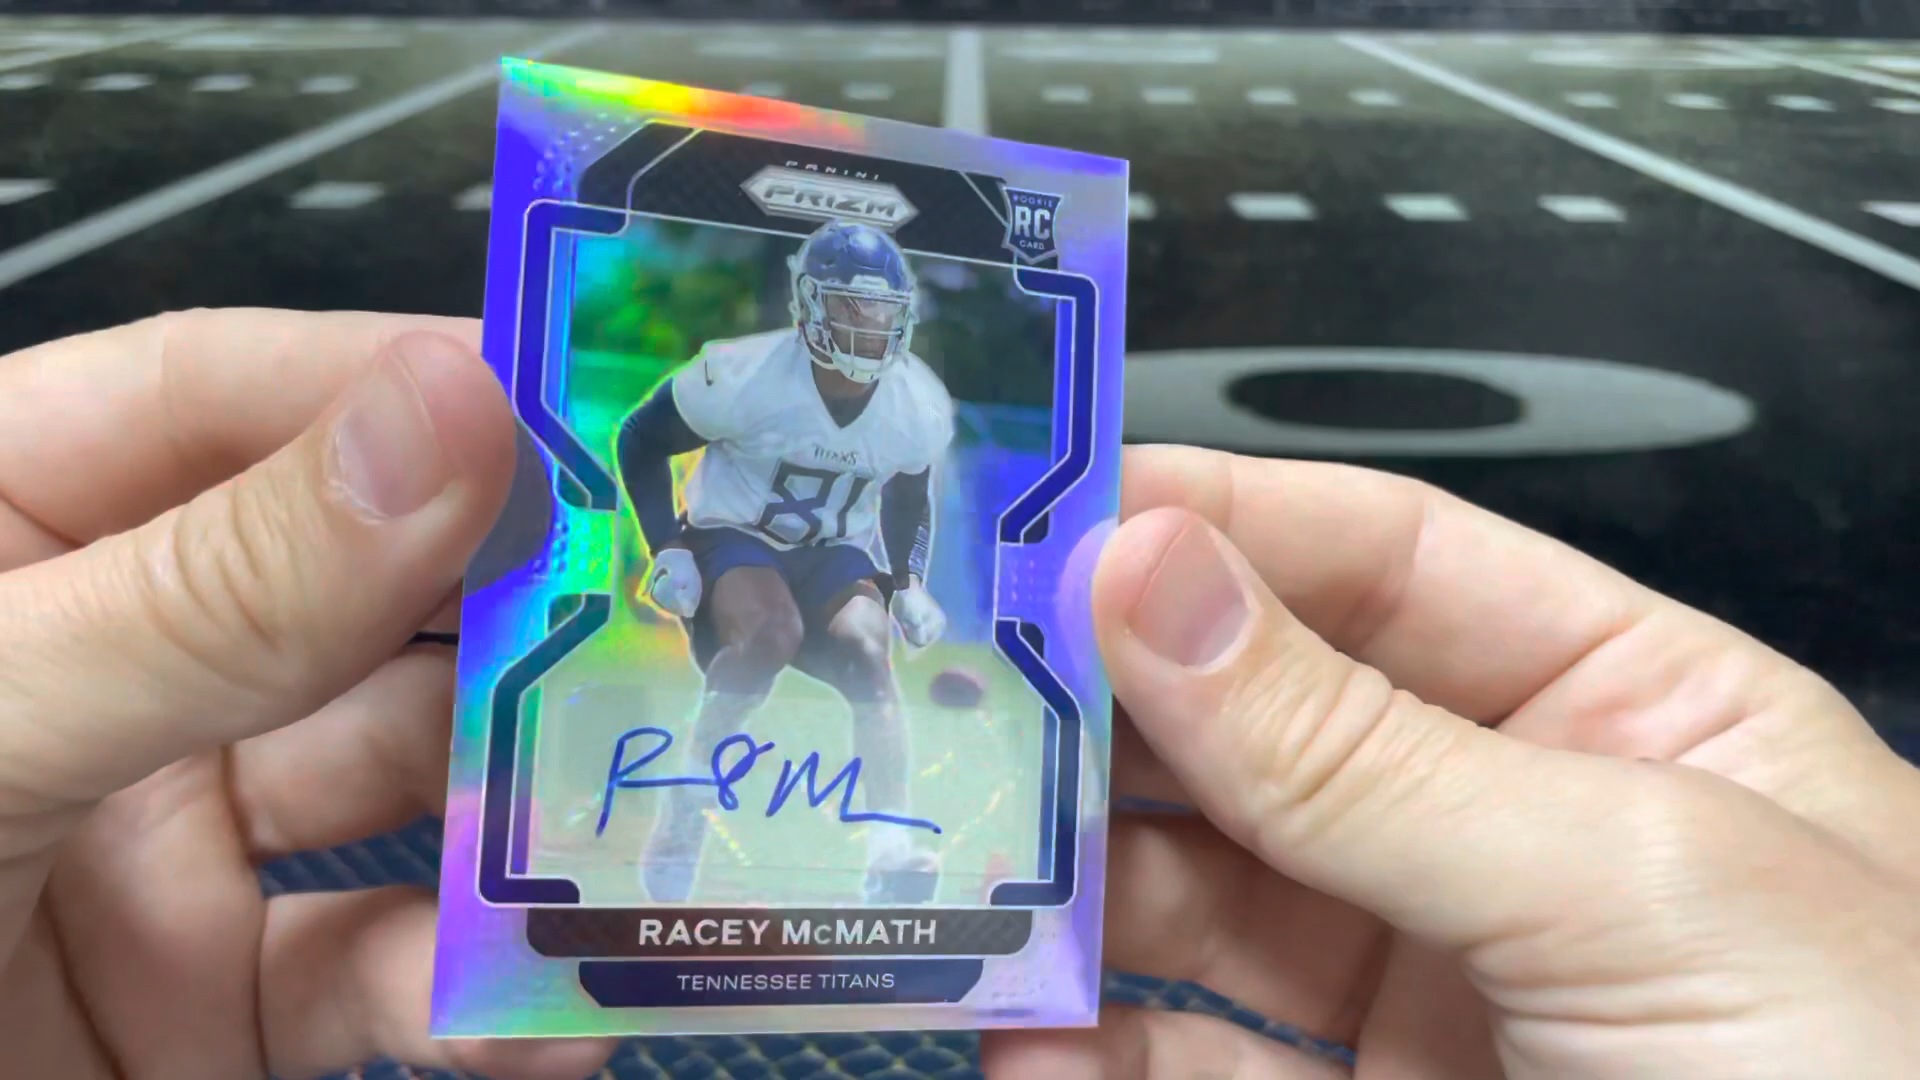 PANINI
PRIZM
ROOKIE
RC
CARD
TITANS
81
RACEY McMATH
TENNESSEE TITANS